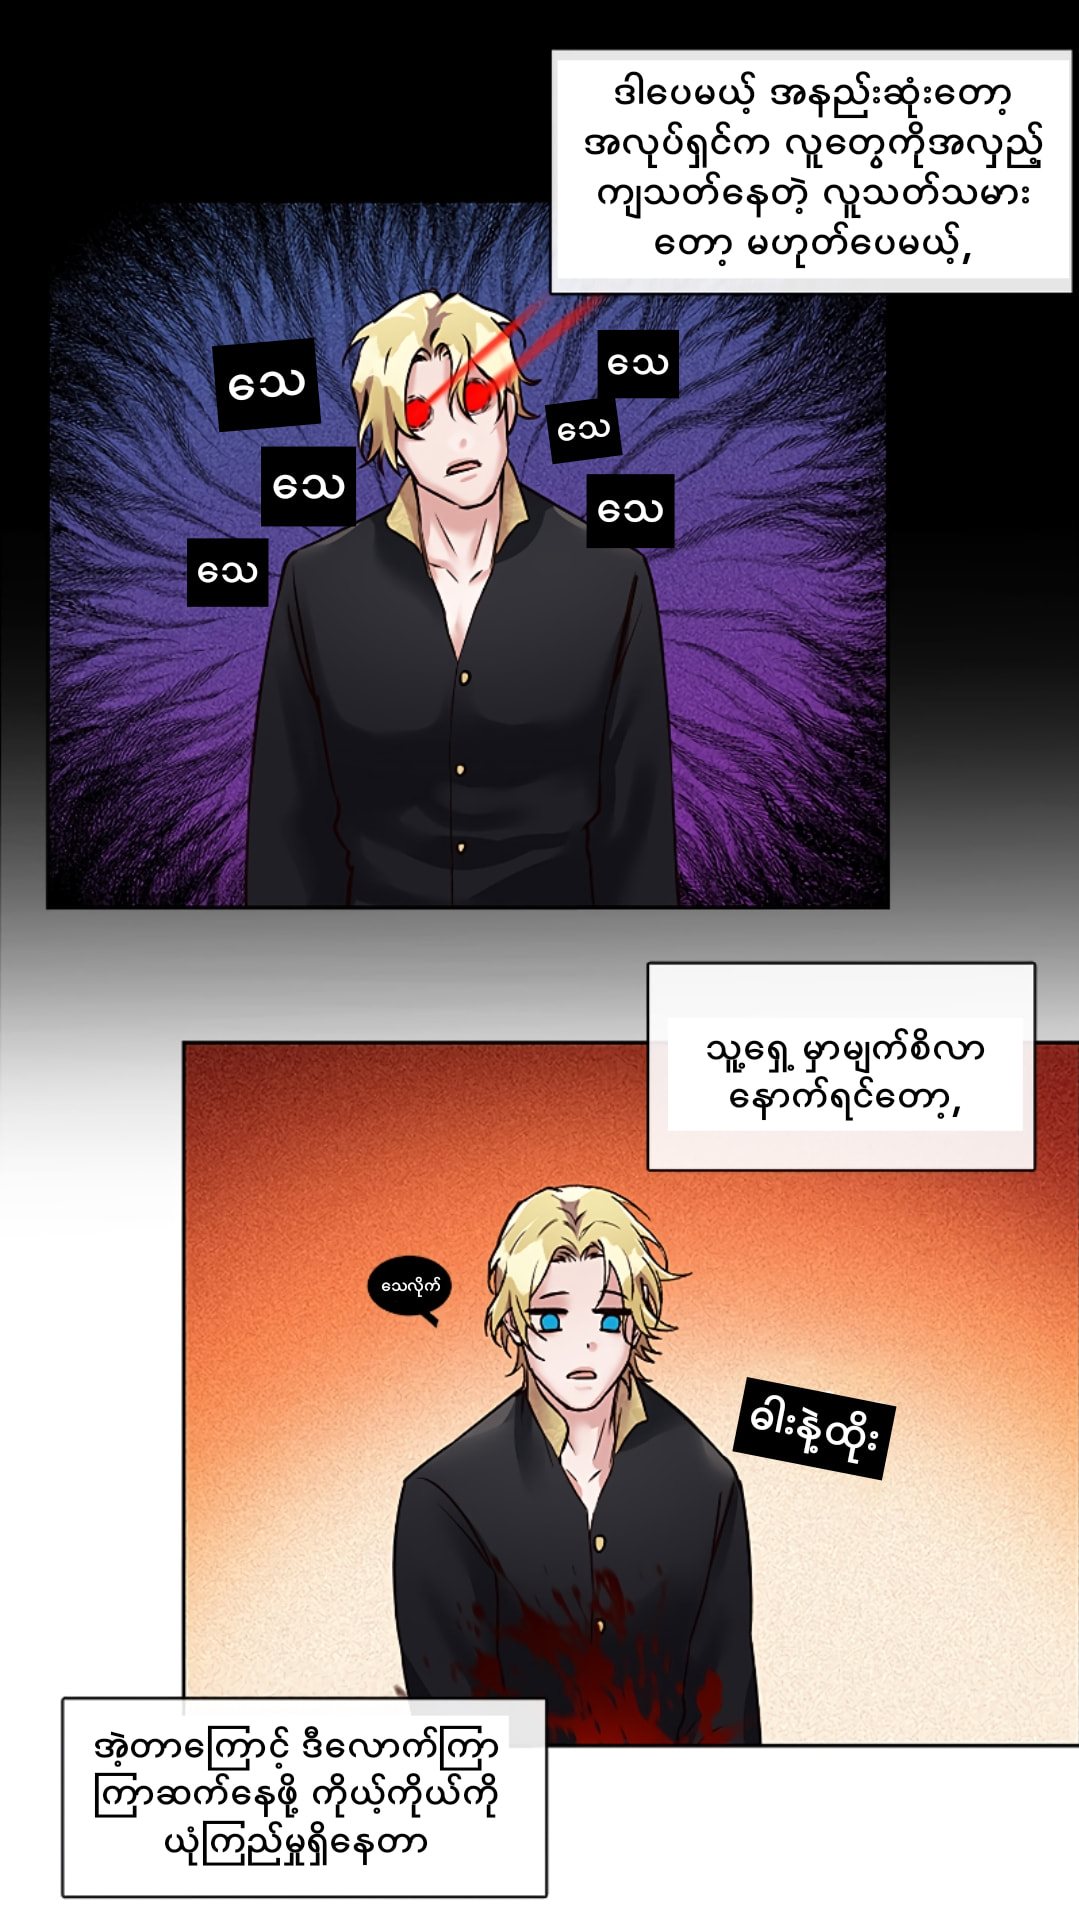 ဒါပေမယ့် အနည်းဆုံးတော့
အလုပ်ရှင်က လူတွေကိုအလှည့်
ကျသတ်နေတဲ့ လူသတ်သမား
တော့ မဟုတ်ပေမယ့်,
သေ
သေ
သေ
သေ
သေ
သေ
သူ့ရှေ့ မှာမျက်စိလာ
နှောက်ရင်တော့,
သေလိုက်
ဓါးနဲ့ထိုး
အဲ့တာကြောင့် ဒီလောက်ကြာ
ကြာဆက်နေဖို့ ကိုယ့်ကိုယ်ကို
ယုံကြည်မှုရှိနေတာ